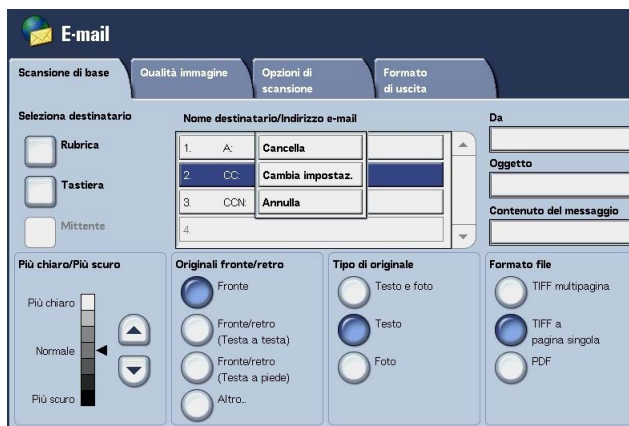 E-mail
Scansione di base
Qualità immagine
Opzioni di
scansione
Formato
di uscita
Seleziona destinatario
Rubrica
Tastiera
Mittente
Nome destinatario/Indirizzo e-mail
1. A:
2. CC:
3. CCN:
4.
Cancella
Cambia impostaz.
Annulla
Da
Oggetto
Contenuto del messaggio
Più chiaro/Più scuro
Più chiaro
Normale
Più scuro
Originali fronte/retro
Fronte
Fronte/retro
(Testa a testa)
Fronte/retro
(Testa a piede)
Altro..
Tipo di originale
Testo e foto
Testo
Foto
Formato file
TIFF multipagina
TIFF a
pagina singola
PDF